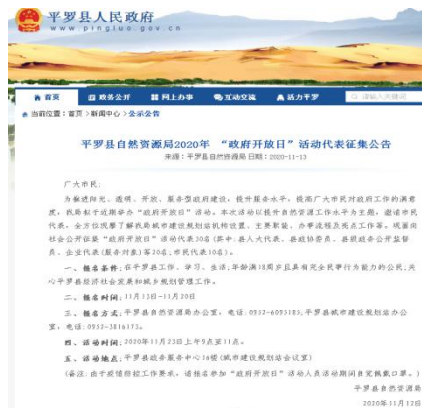 平罗县人民政府
www.pingluo.gov.cn
首页 政务公开 网上办事 互动交流 活力平罗 请输入关键词
当前位置：首页 > 新闻中心 > 公示公告
平罗县自然资源局2020年 “政府开放日”活动代表征集公告
来源：平罗县自然资源局 日期：2020-11-13
广大市民：
为推进阳光、透明、开放、服务型政府建设，提升服务水平，提高广大市民对政府工作的满意
度，我局拟于近期举办“政府开放日”活动。本次活动以提升自然资源工作水平为主题，邀请市民
代表，全方位观摩了解我局城市建设规划站机构设置、主要职能、办事流程及亮点工作等。现面向
社会公开征集“政府开放日”活动代表30名(其中：县人大代表、县政协委员、县级政务公开监督
员、企业代表(服务对象)等20名；市民代表10名)。
一、报名条件：在平罗县工作、学习、生活；年龄满18周岁且具有完全民事行为能力的公民；关
心平罗县经济社会发展和城乡规划管理工作。
二、报名时间：11月13日-11月20日
三、报名方式：平罗县自然资源局办公室，电话：0952-6095183；平罗县城市建设规划站办公
室，电话：0952-3816173。
四、活动时间：2020年11月23日上午9点至11点。
五、活动地点：平罗县政务服务中心16楼(城市建设规划站会议室)
(备注：由于疫情防控工作要求，请报名参加“政府开放日”活动人员活动期间自觉佩戴口罩。)
平罗县自然资源局
2020年11月12日